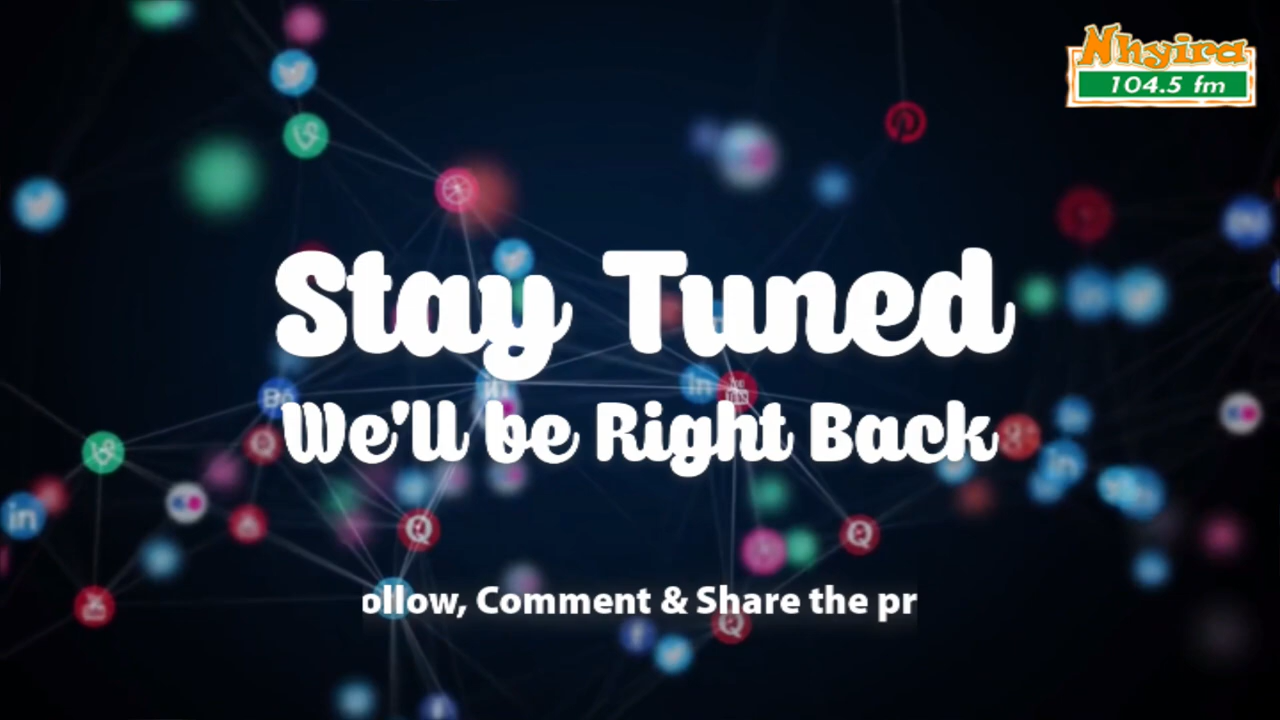 Nhyira
104.5 fm
Stay Tuned
We'll be Right Back
ollow, Comment & Share the pr